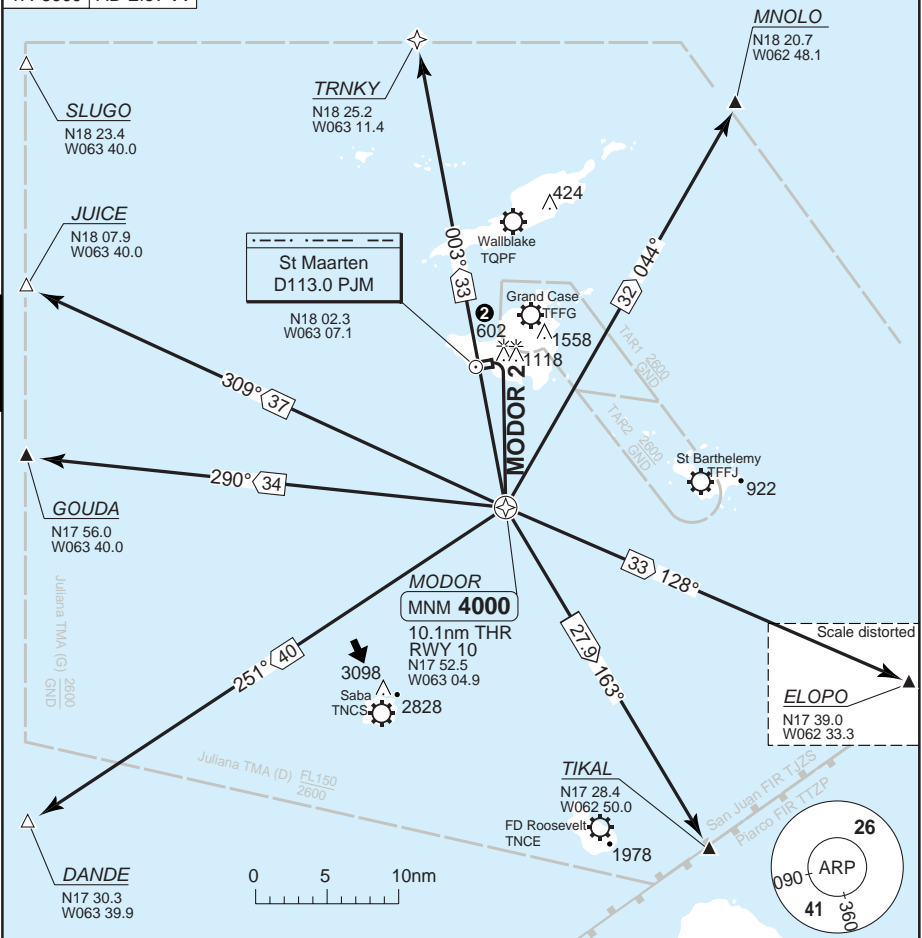 MNOLO
N18 20.7
W062 48.1
TRNKY
N18 25.2
W063 11.4
SLUGO
N18 23.4
W063 40.0
424
Wallblake
TQPF
JUICE
N18 07.9
W063 40.0
St Maarten
D113.0 PJM
N18 02.3
W063 07.1
003° 33
32 044°
2
602
Grand Case
TFFG
1558
1118
TAR1 2600
GND
TAR2 2600
GND
MODOR 2
309° 37
290° 34
St Barthelemy
TFFJ
922
GOUDA
N17 56.0
W063 40.0
Juliana TMA (G) 2600
GND
MODOR
MNM 4000
10.1nm THR
RWY 10
N17 52.5
W063 04.9
33 128°
27.9 163°
251° 40
Scale distorted
ELOPO
N17 39.0
W062 33.3
3098
Saba
TNCS
2828
Juliana TMA (D) FL150
2600
TIKAL
N17 28.4
W062 50.0
San Juan FIR TJZS
Piarco FIR TTZP
FD Roosevelt
TNCE
1978
DANDE
N17 30.3
W063 39.9
0 5 10nm
26
ARP
090
41
360